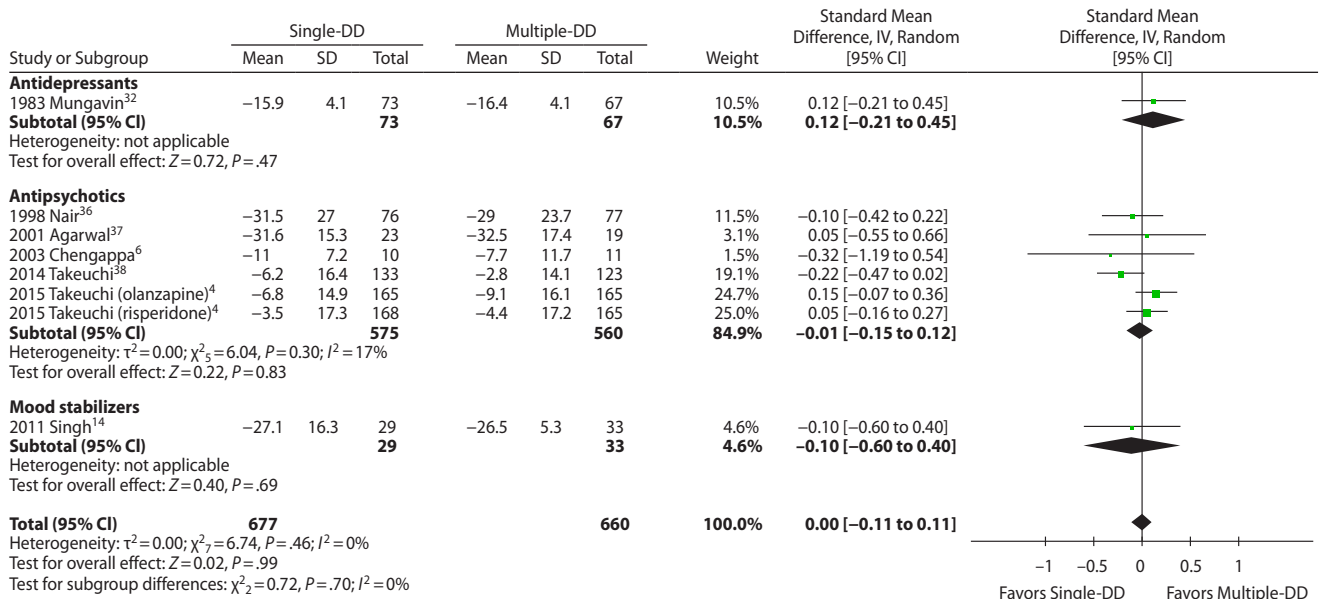 Single-DD Multiple-DD Standard Mean Difference, IV, Random [95% CI] Standard Mean Difference, IV, Random [95% CI]
Study or Subgroup Mean SD Total Mean SD Total Weight
Antidepressants
1983 Mungavin³² −15.9 4.1 73 −16.4 4.1 67 10.5% 0.12 [−0.21 to 0.45]
Subtotal (95% CI) 73 67 10.5% 0.12 [−0.21 to 0.45]
Heterogeneity: not applicable
Test for overall effect: Z=0.72, P=.47
Antipsychotics
1998 Nair³⁶ −31.5 27 76 −29 23.7 77 11.5% −0.10 [−0.42 to 0.22]
2001 Agarwal³⁷ −31.6 15.3 23 −32.5 17.4 19 3.1% 0.05 [−0.55 to 0.66]
2003 Chengappa⁶ −11 7.2 10 −7.7 11.7 11 1.5% −0.32 [−1.19 to 0.54]
2014 Takeuchi³⁸ −6.2 16.4 133 −2.8 14.1 123 19.1% −0.22 [−0.47 to 0.02]
2015 Takeuchi (olanzapine)⁴ −6.8 14.9 165 −9.1 16.1 165 24.7% 0.15 [−0.07 to 0.36]
2015 Takeuchi (risperidone)⁴ −3.5 17.3 168 −4.4 17.2 165 25.0% 0.05 [−0.16 to 0.27]
Subtotal (95% CI) 575 560 84.9% −0.01 [−0.15 to 0.12]
Heterogeneity: τ²=0.00; χ²₅=6.04, P=0.30; I²=17%
Test for overall effect: Z=0.22, P=0.83
Mood stabilizers
2011 Singh¹⁴ −27.1 16.3 29 −26.5 5.3 33 4.6% −0.10 [−0.60 to 0.40]
Subtotal (95% CI) 29 33 4.6% −0.10 [−0.60 to 0.40]
Heterogeneity: not applicable
Test for overall effect: Z=0.40, P=.69
Total (95% CI) 677 660 100.0% 0.00 [−0.11 to 0.11]
Heterogeneity: τ²=0.00; χ²₇=6.74, P=.46; I²=0%
Test for overall effect: Z=0.02, P=.99
Test for subgroup differences: χ²₂=0.72, P=.70; I²=0%
−1 −0.5 0 0.5 1
Favors Single-DD Favors Multiple-DD